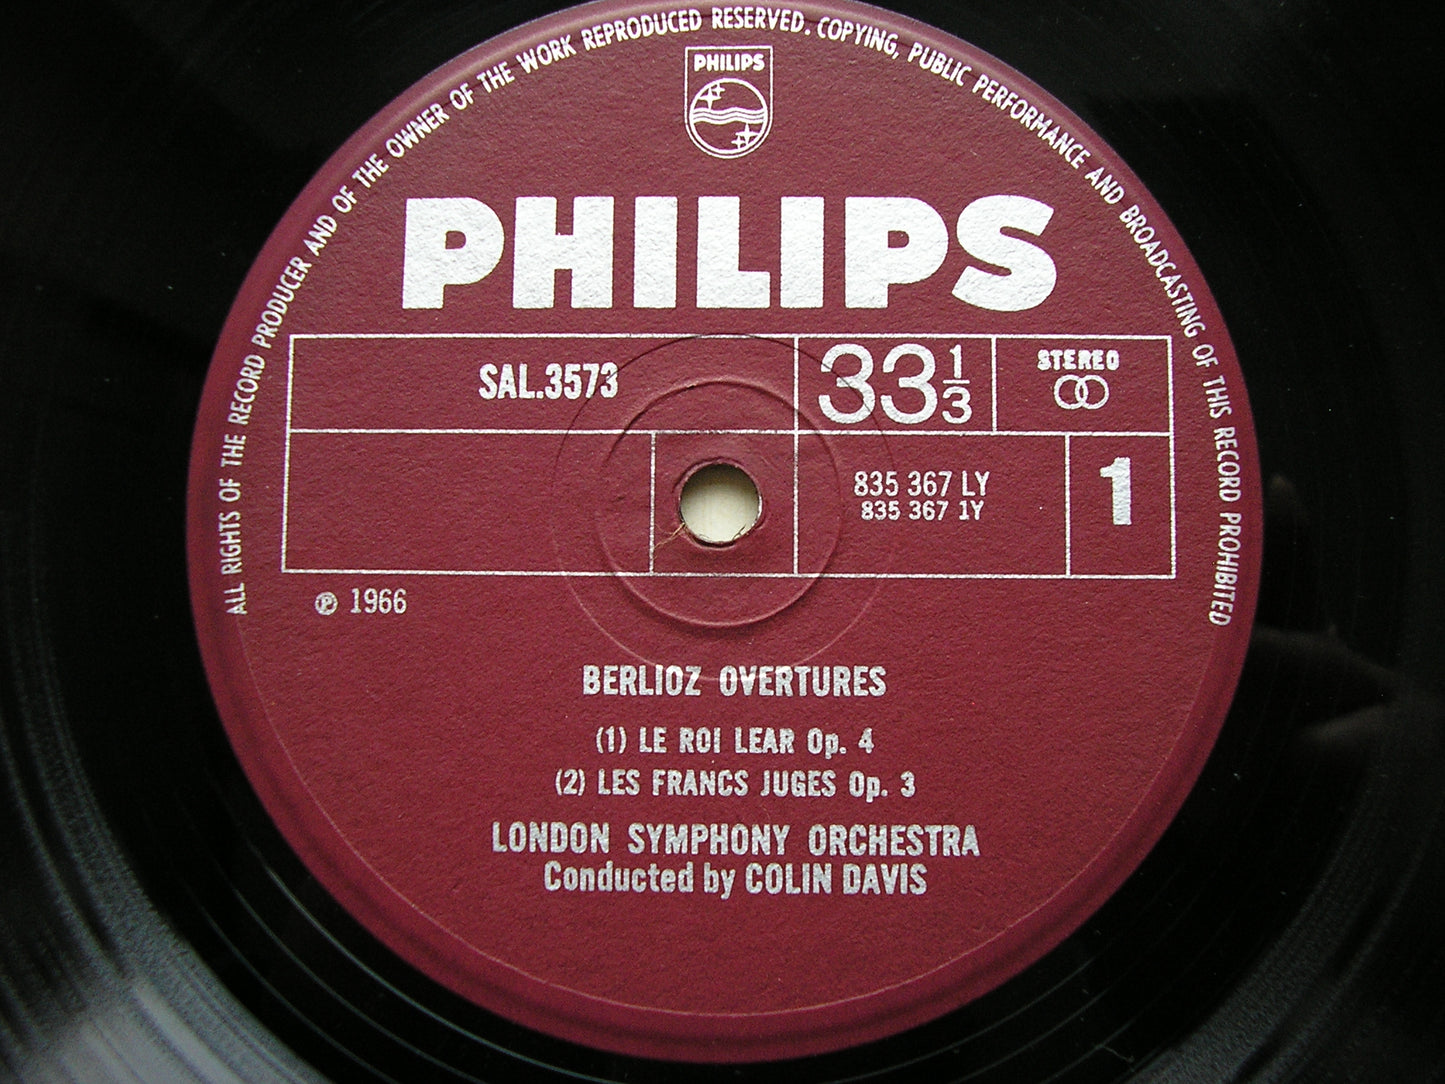 ALL RIGHTS OF THE RECORD PRODUCER AND OF THE OWNER OF THE WORK REPRODUCED RESERVED. COPYING, PUBLIC PERFORMANCE AND BROADCASTING OF THIS RECORD PROHIBITED
PHILIPS
PHILIPS
SAL.3573
33 1/3
STEREO
835 367 LY
835 367 1Y
1
℗ 1966
BERLIOZ OVERTURES
(1) LE ROI LEAR Op. 4
(2) LES FRANCS JUGES Op. 3
LONDON SYMPHONY ORCHESTRA
Conducted by COLIN DAVIS